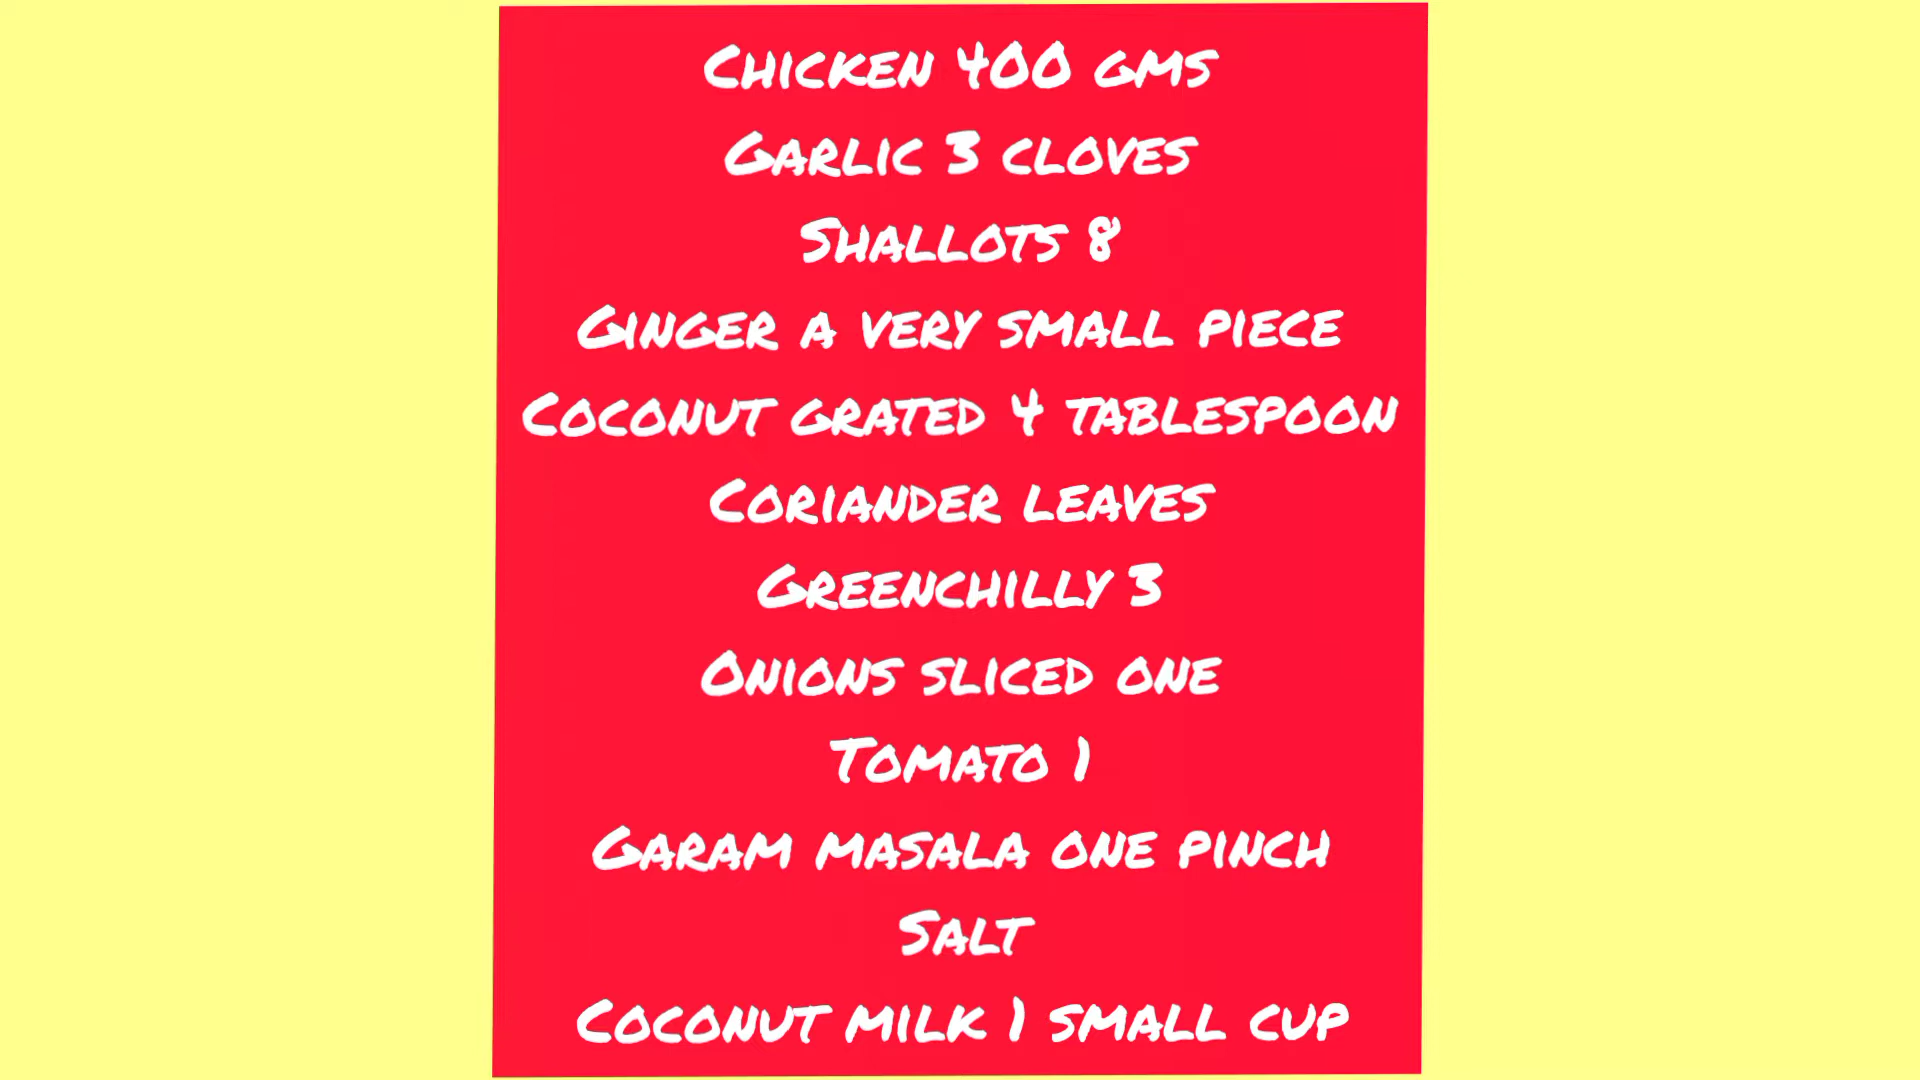 Chicken 400 gms
Garlic 3 cloves
Shallots 8
Ginger a very small piece
Coconut grated 4 tablespoon
Coriander leaves
Greenchilly 3
Onions sliced one
Tomato 1
Garam masala one pinch
Salt
Coconut milk 1 small cup